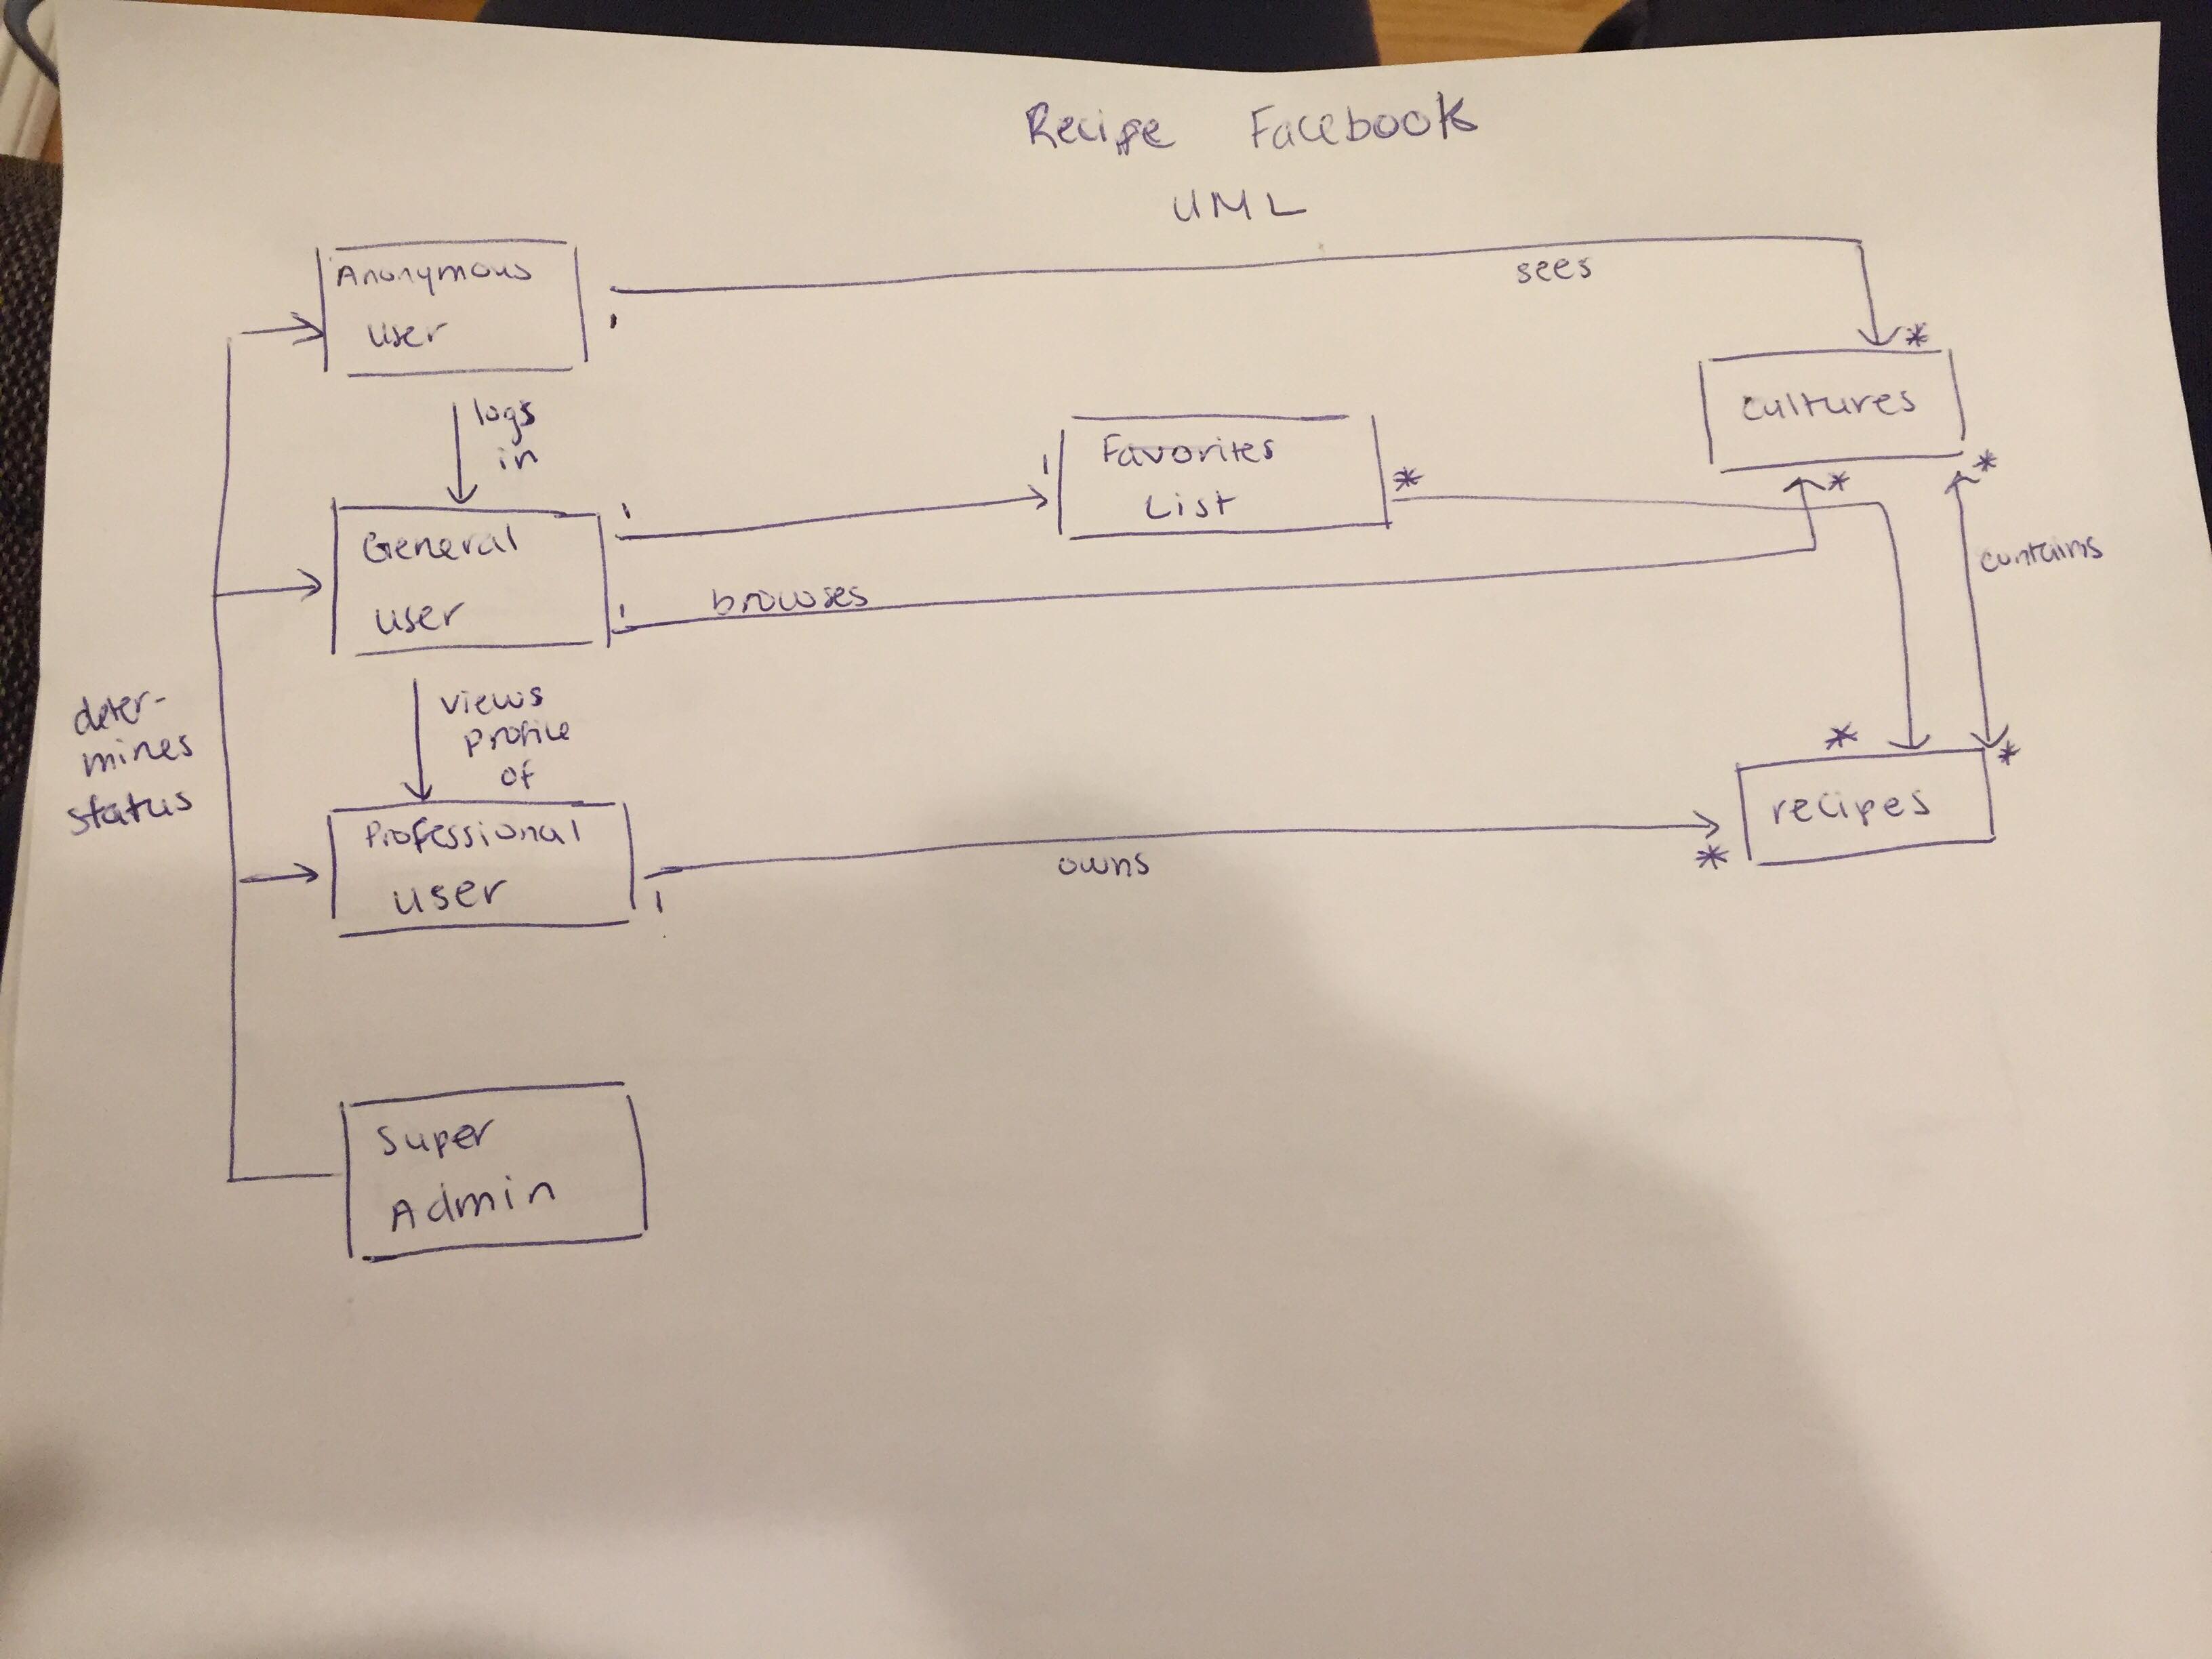 Recipe Facebook
UML
Anonymous
user
sees
*
logs
in
cultures
*
*
Favorites
List
1
*
General
user
1
1
browses
contains
deter-
mines
status
views
profile
of
*
*
recipes
Professional
user
1
owns
*
Super
Admin